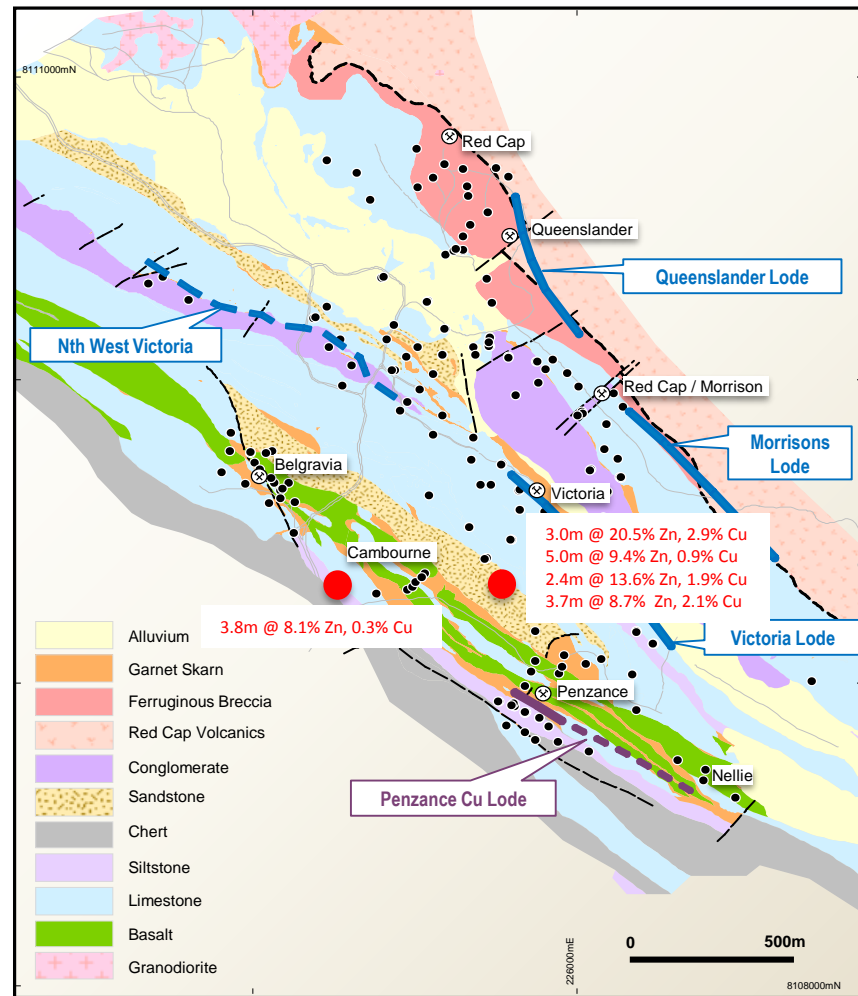 8111000mN
Red Cap
Queenslander
Queenslander Lode
Nth West Victoria
Red Cap / Morrison
Morrisons
Lode
Belgravia
Victoria
3.0m @ 20.5% Zn, 2.9% Cu
5.0m @ 9.4% Zn, 0.9% Cu
2.4m @ 13.6% Zn, 1.9% Cu
3.7m @ 8.7% Zn, 2.1% Cu
Cambourne
3.8m @ 8.1% Zn, 0.3% Cu
Victoria Lode
Penzance
Nellie
Penzance Cu Lode
Alluvium
Garnet Skarn
Ferruginous Breccia
Red Cap Volcanics
Conglomerate
Sandstone
Chert
Siltstone
Limestone
Basalt
Granodiorite
226000mE
0 500m
8108000mN